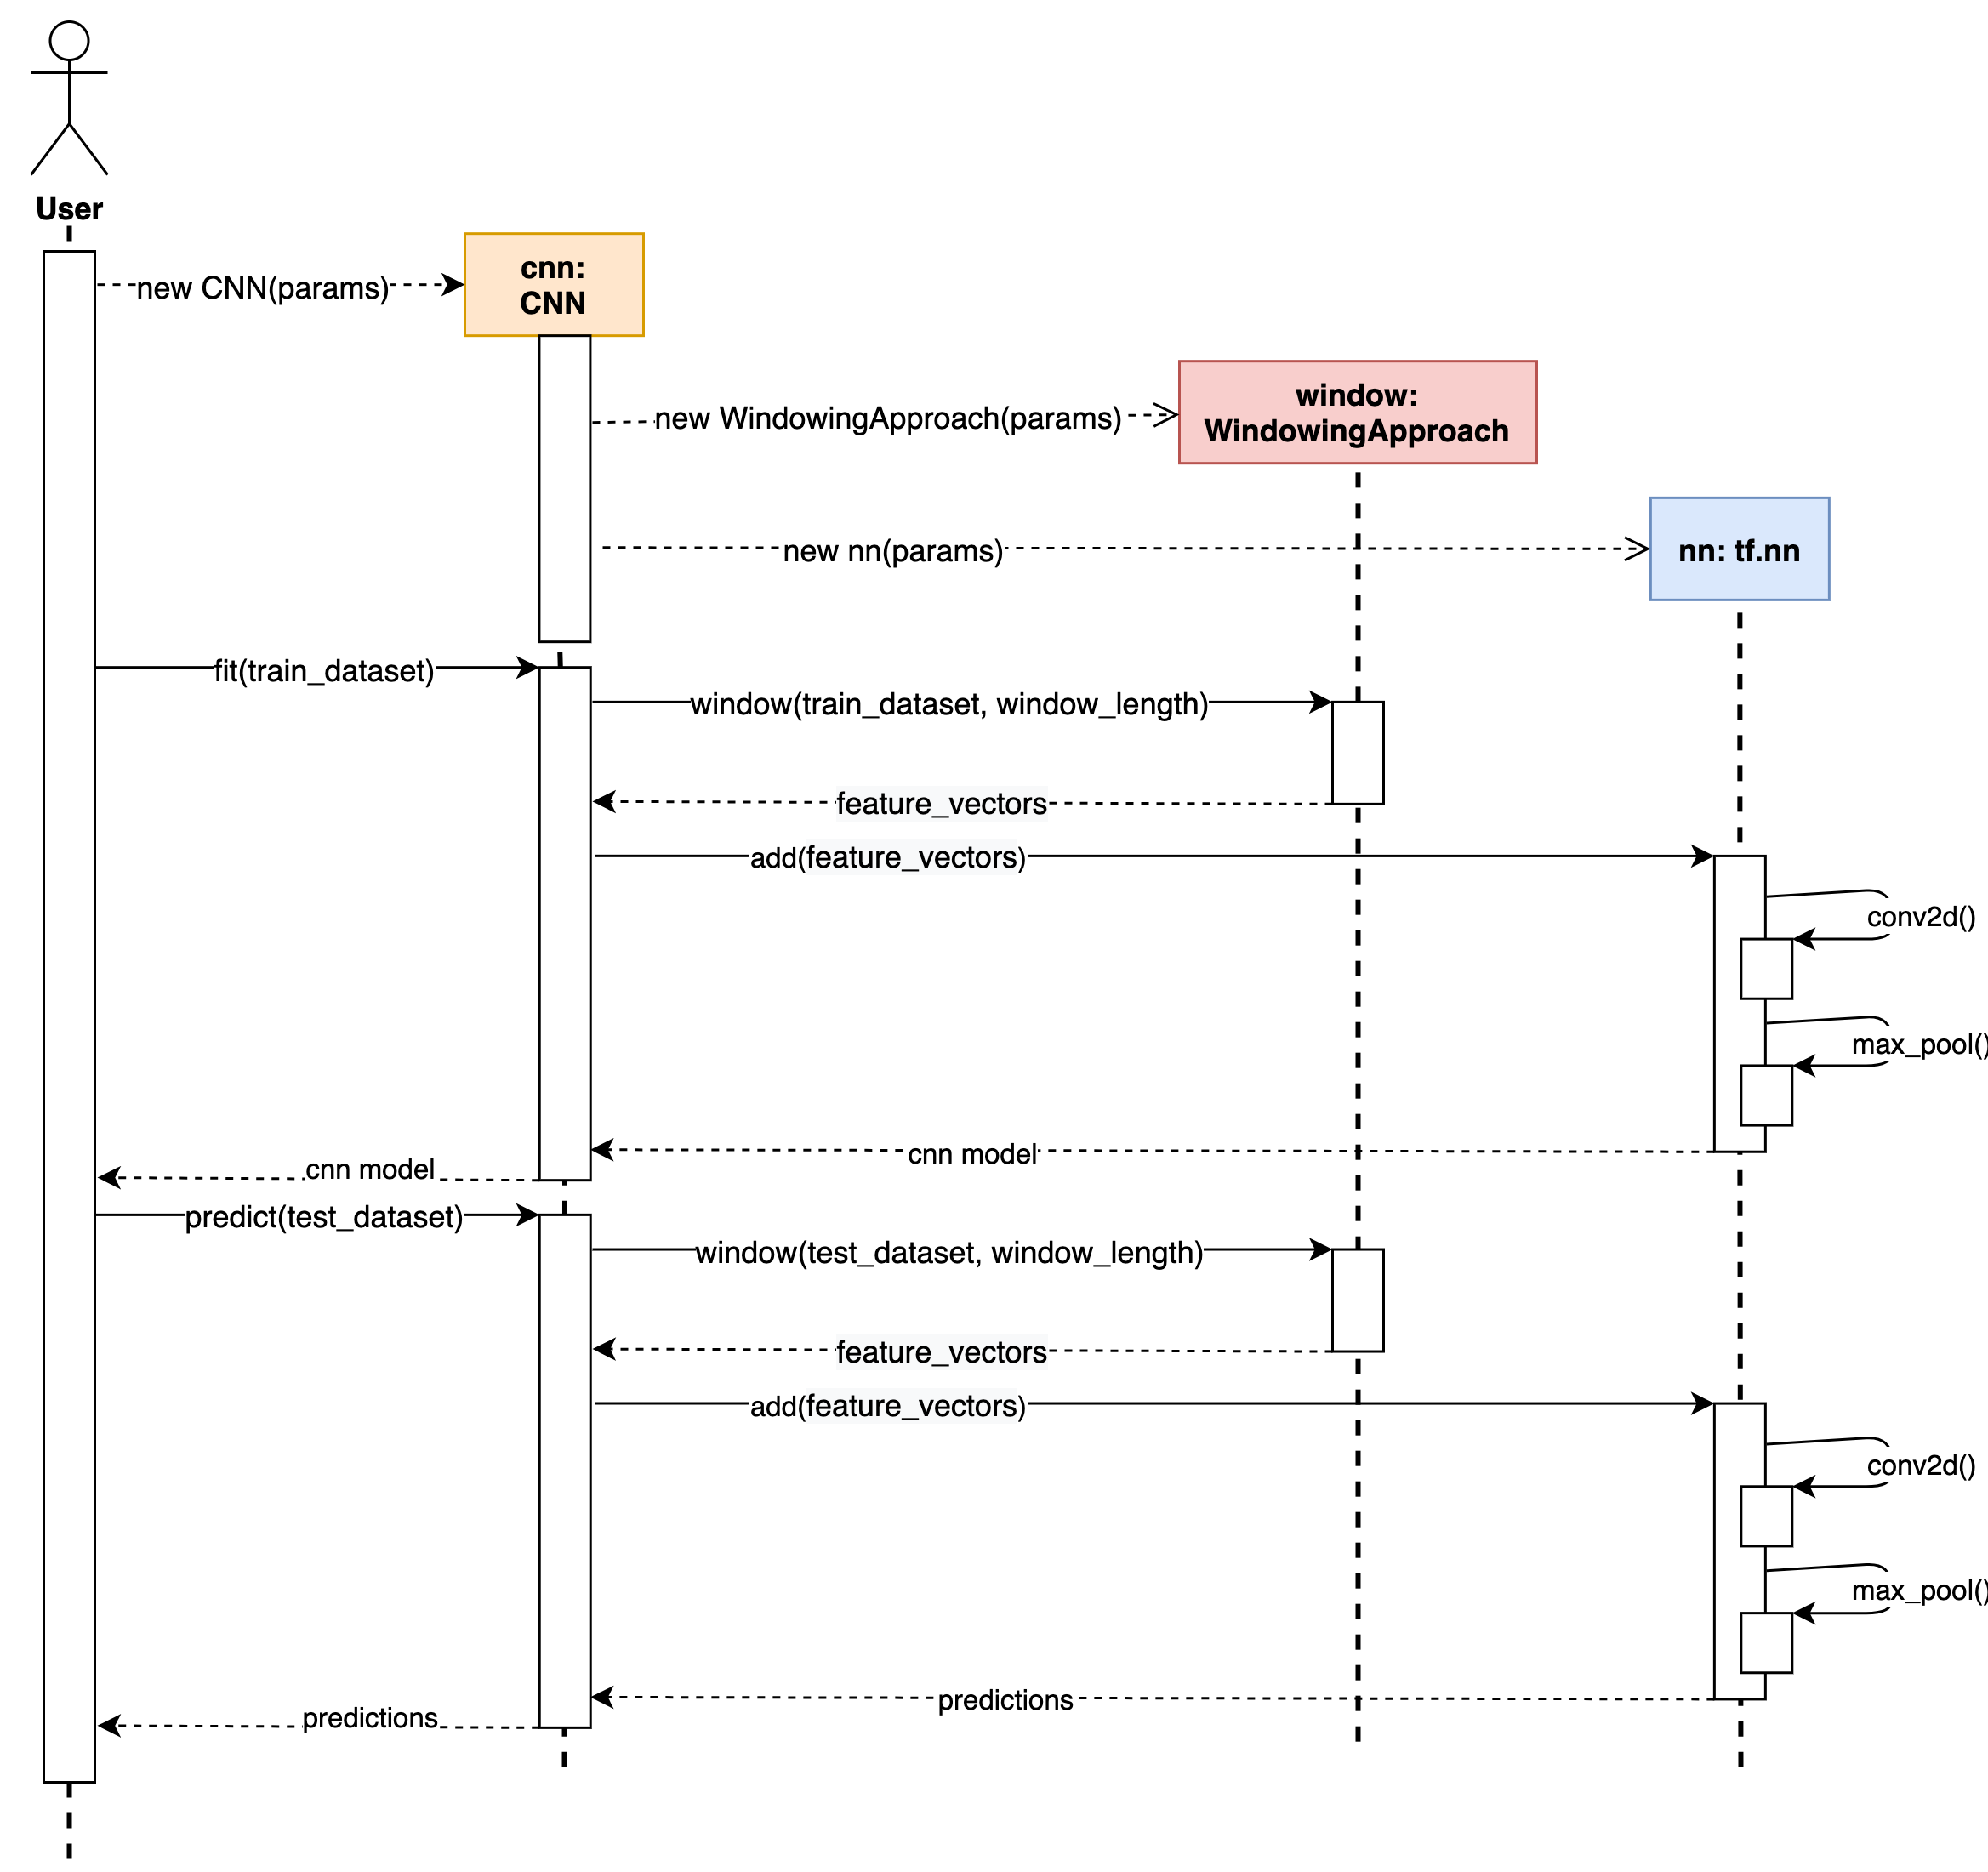 User
new CNN(params)
cnn:
CNN
new WindowingApproach(params)
window:
WindowingApproach
new nn(params)
nn: tf.nn
fit(train_dataset)
window(train_dataset, window_length)
feature_vectors
add(feature_vectors)
conv2d()
max_pool()
cnn model
cnn model
predict(test_dataset)
window(test_dataset, window_length)
feature_vectors
add(feature_vectors)
conv2d()
max_pool()
predictions
predictions